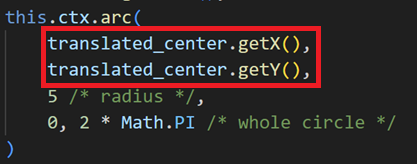 this.ctx.arc(
translated_center.getX(),
translated_center.getY(),
5 /* radius */,
0, 2 * Math.PI /* whole circle */
)